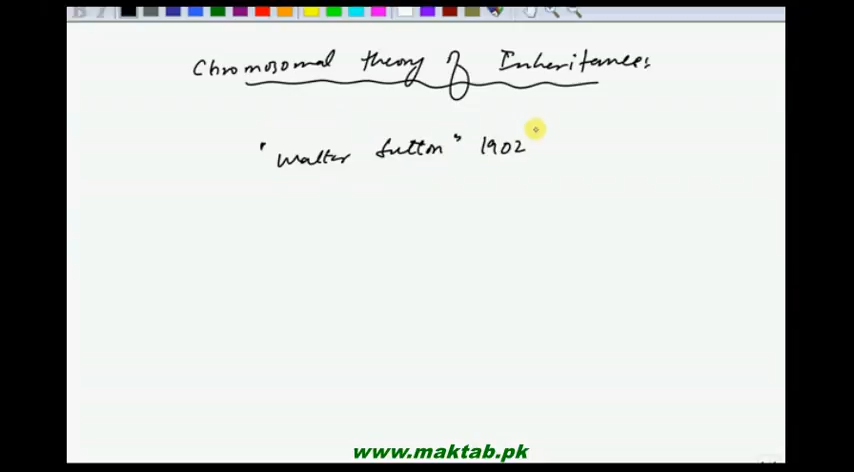 Chromosomal theory of Inheritance:
"Walter Sutton" 1902
www.maktab.pk